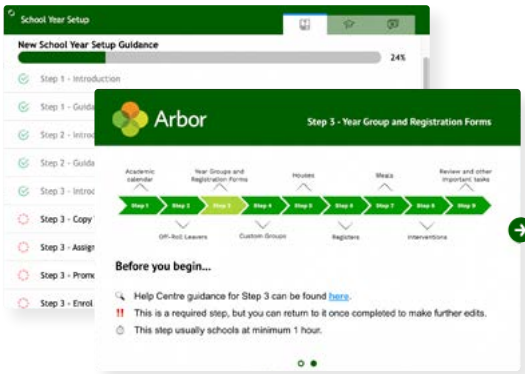 School Year Setup
New School Year Setup Guidance
24%
Step 1 - Introduction
Step 1 - Guida
Step 2 - Introd
Step 2 - Guida
Step 3 - Introd
Step 3 - Copy
Step 3 - Assign
Step 3 - Promo
Step 3 - Enrol
Arbor
Step 3 - Year Group and Registration Forms
Academic calendar
Year Groups and Registration Forms
Houses
Meals
Review and other important tasks
Step 1 Step 2 Step 3 Step 4 Step 5 Step 6 Step 7 Step 8 Step 9
Off-Roll Leavers
Custom Groups
Registers
Interventions
Before you begin...
Help Centre guidance for Step 3 can be found here.
!! This is a required step, but you can return to it once completed to make further edits.
This step usually schools at minimum 1 hour.